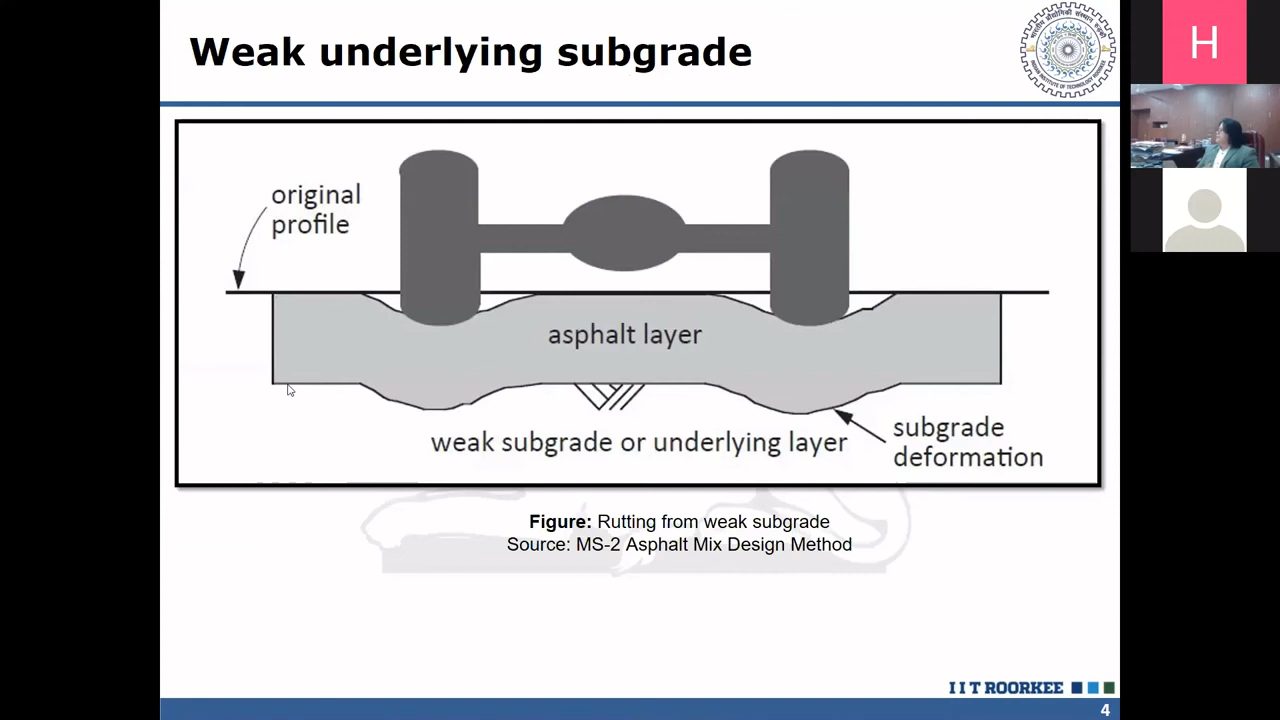 Weak underlying subgrade
H
original
profile
asphalt layer
weak subgrade or underlying layer
subgrade
deformation
Figure: Rutting from weak subgrade
Source: MS-2 Asphalt Mix Design Method
IIT ROORKEE
4